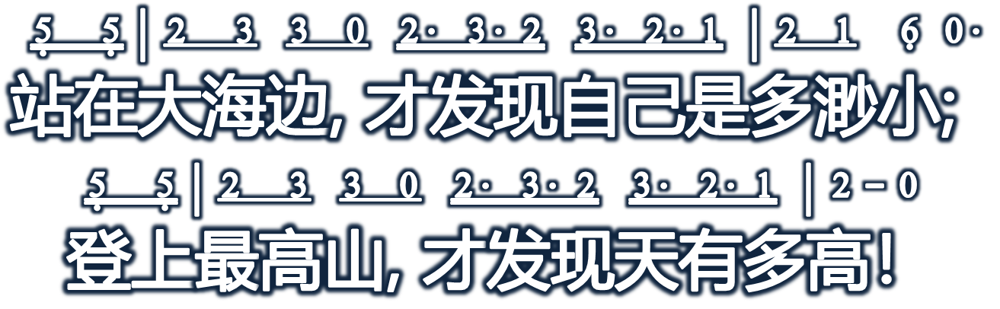 5 5 | 2 3 3 0 2· 3· 2 3· 2· 1 | 2 1 6 0·
站在大海边, 才发现自己是多渺小;
5 5 | 2 3 3 0 2· 3· 2 3· 2· 1 | 2 – 0
登上最高山, 才发现天有多高!